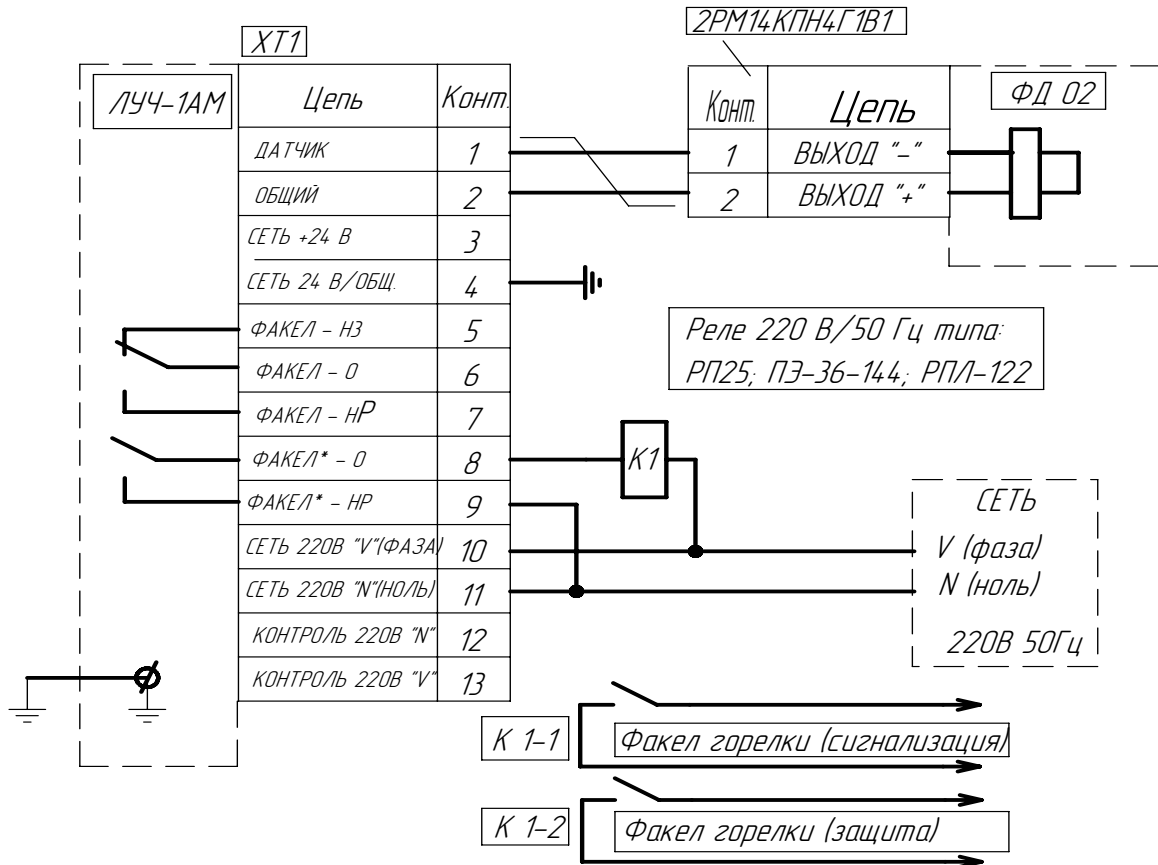 2РМ14КПН4Г1В1
ХТ1
ЛУЧ-1АМ
Цепь Конт.
ДАТЧИК 1
ОБЩИЙ 2
СЕТЬ +24 В 3
СЕТЬ 24 В/ОБЩ. 4
ФАКЕЛ - НЗ 5
ФАКЕЛ - О 6
ФАКЕЛ - НР 7
ФАКЕЛ* - О 8
ФАКЕЛ* - НР 9
СЕТЬ 220В "V"(ФАЗА) 10
СЕТЬ 220В "N"(НОЛЬ) 11
КОНТРОЛЬ 220В "N" 12
КОНТРОЛЬ 220В "V" 13
Конт. Цепь
1 ВЫХОД "-"
2 ВЫХОД "+"
ФД 02
Реле 220 В/50 Гц типа:
РП25; ПЭ-36-144; РПЛ-122
К1
СЕТЬ
V (фаза)
N (ноль)
220В 50Гц
К 1-1
Факел горелки (сигнализация)
К 1-2
Факел горелки (защита)